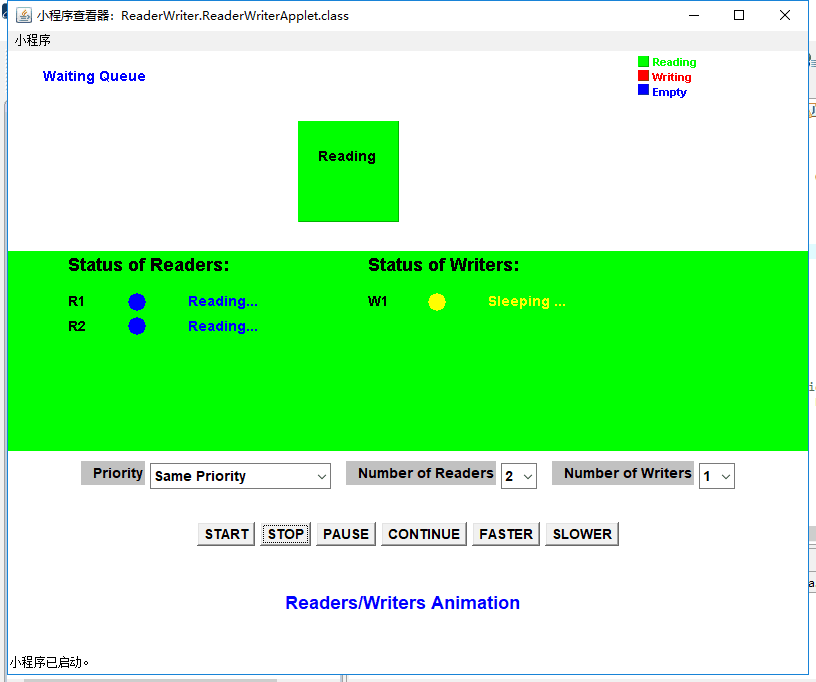 小程序查看器： ReaderWriter.ReaderWriterApplet.class
小程序
Waiting Queue
Reading
Writing
Empty
Reading
Status of Readers:
Status of Writers:
R1 Reading...
W1 Sleeping ...
R2 Reading...
Priority Same Priority Number of Readers 2 Number of Writers 1
START STOP PAUSE CONTINUE FASTER SLOWER
Readers/Writers Animation
小程序已启动。